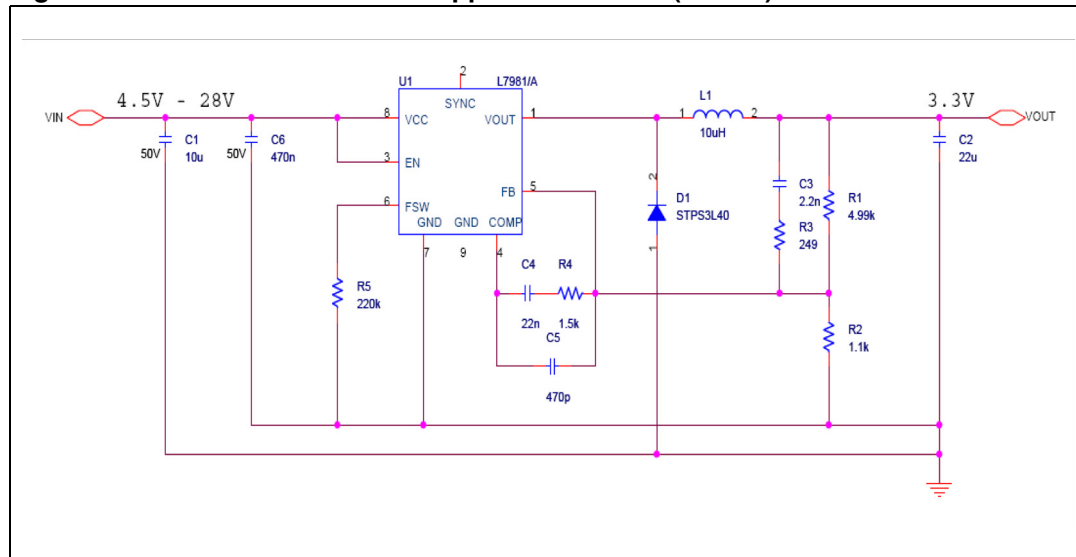 U1
L7981/A
2
SYNC
4.5V - 28V
VIN
8
VCC
VOUT
1
L1
1
2
10uH
3.3V
VOUT
C1
10u
50V
C6
470n
50V
3
EN
C2
22u
6
FSW
FB
5
GND
GND
COMP
7
9
4
2
D1
STPS3L40
1
C3
2.2n
R3
249
R1
4.99k
R5
220k
C4
R4
22n
1.5k
C5
470p
R2
1.1k